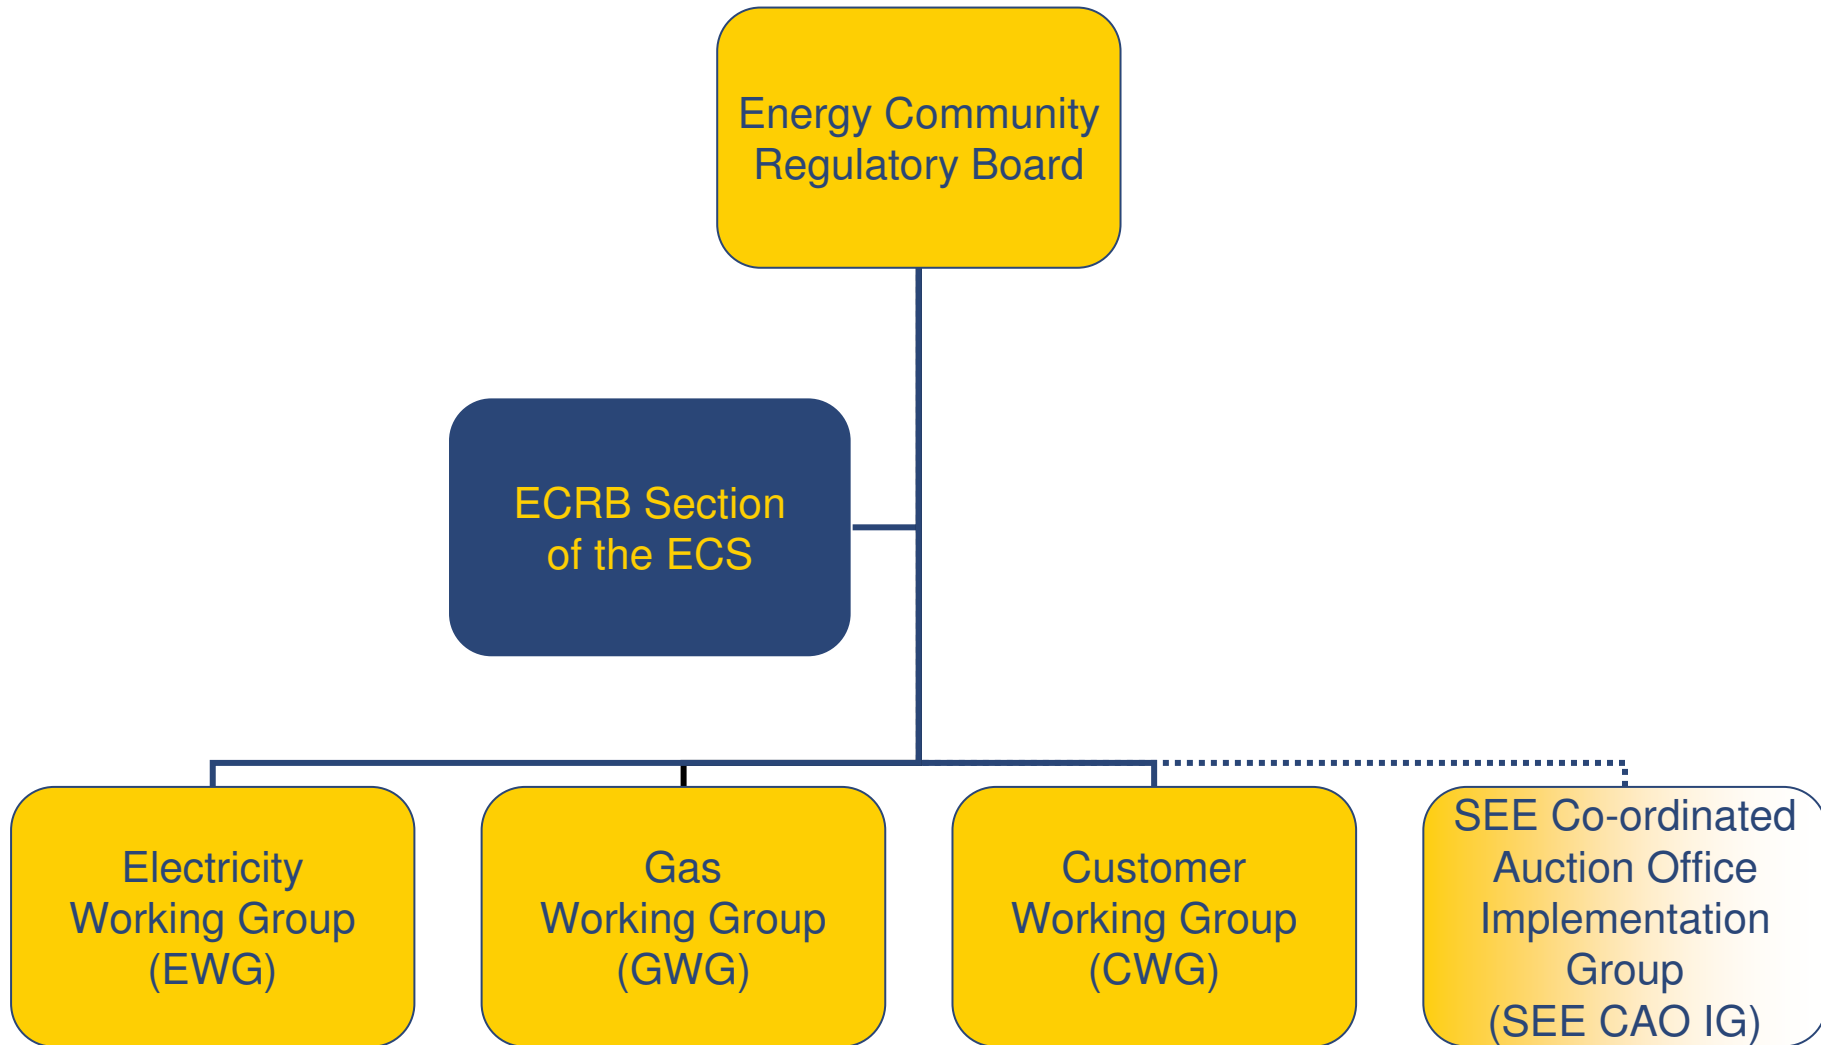 Energy Community
Regulatory Board
ECRB Section
of the ECS
Electricity
Working Group
(EWG)
Gas
Working Group
(GWG)
Customer
Working Group
(CWG)
SEE Co-ordinated
Auction Office
Implementation
Group
(SEE CAO IG)